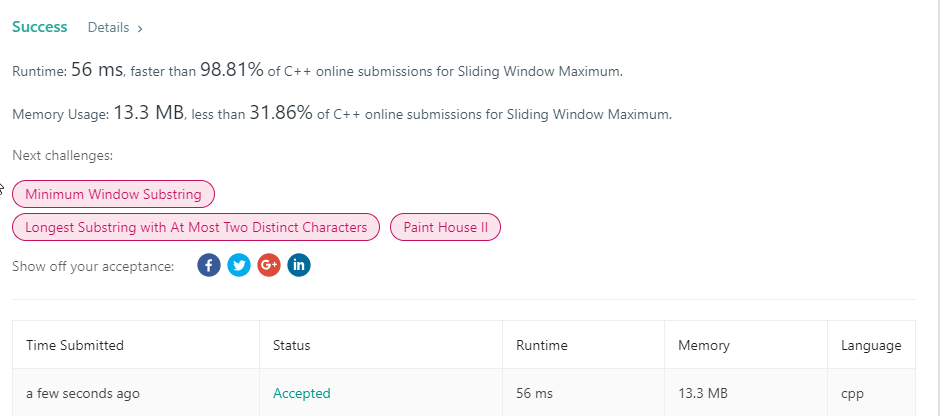 Success Details ›
Runtime: 56 ms, faster than 98.81% of C++ online submissions for Sliding Window Maximum.
Memory Usage: 13.3 MB, less than 31.86% of C++ online submissions for Sliding Window Maximum.
Next challenges:
Minimum Window Substring
Longest Substring with At Most Two Distinct Characters Paint House II
Show off your acceptance: f G+ in
Time Submitted Status Runtime Memory Language
a few seconds ago Accepted 56 ms 13.3 MB cpp